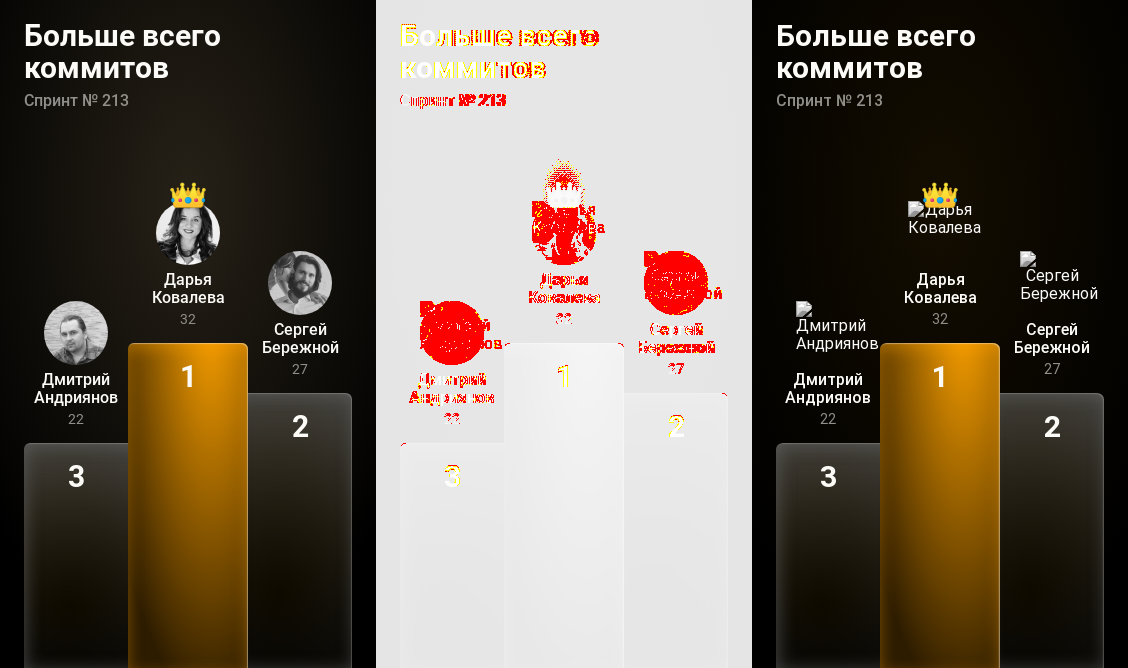 Больше всего
коммитов
Спринт № 213
Дарья
Ковалева
32
Сергей
Бережной
27
Дмитрий
Андриянов
22
1
2
3
Больше всего
коммитов
Спринт № 213
Дарья
Ковалева
Дарья
Ковалева
32
Сергей
Бережной
27
Дмитрий
Андриянов
22
1
2
3
Больше всего
коммитов
Спринт № 213
Дарья
Ковалева
Дарья
Ковалева
32
Сергей
Бережной
Сергей
Бережной
27
Дмитрий
Андриянов
Дмитрий
Андриянов
22
1
2
3